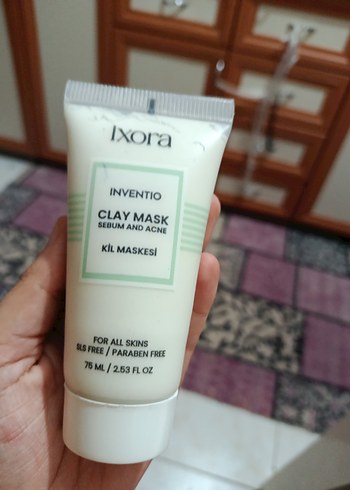 Ixora
INVENTIO
CLAY MASK
SEBUM AND ACNE
KİL MASKESİ
FOR ALL SKINS
SLS FREE / PARABEN FREE
75 ML / 2.53 FL OZ